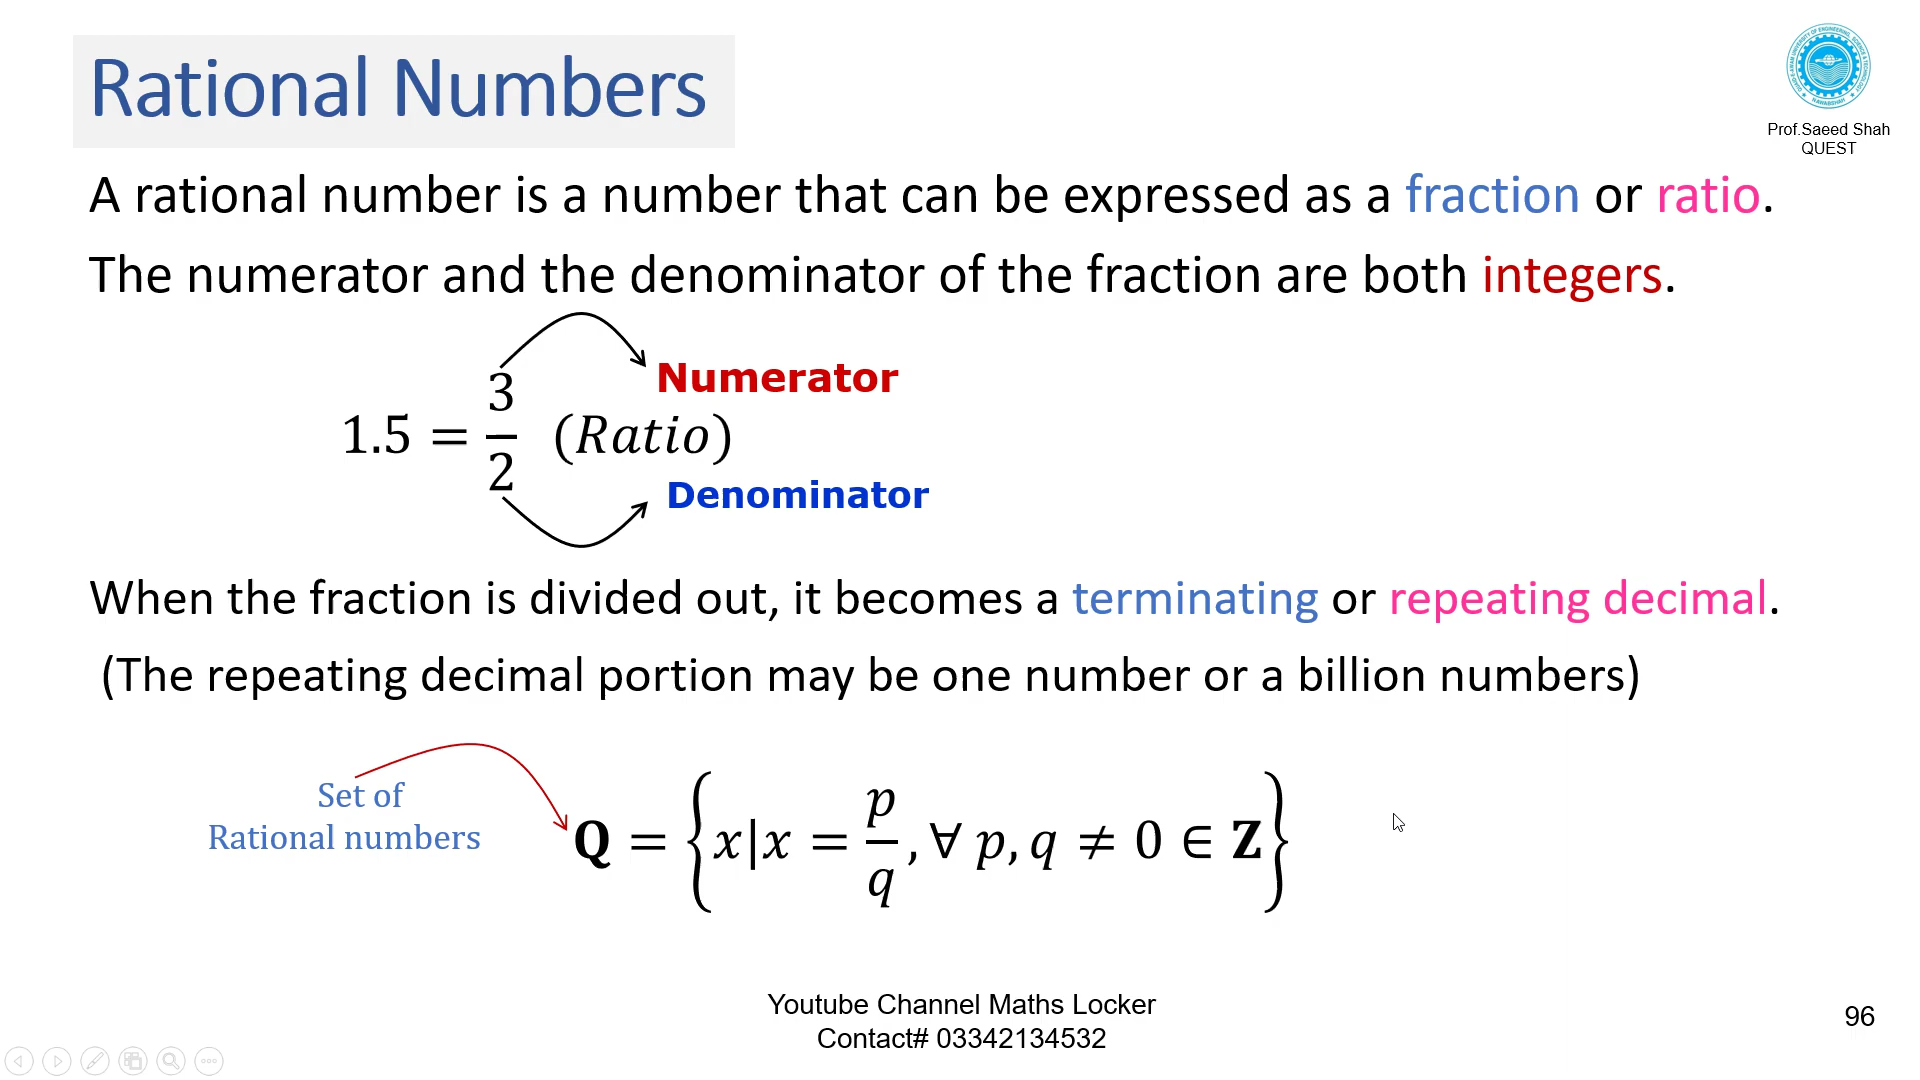 Rational Numbers
Prof.Saeed Shah
QUEST
A rational number is a number that can be expressed as a fraction or ratio.
The numerator and the denominator of the fraction are both integers.
Numerator
1.5 = 3/2 (Ratio)
Denominator
When the fraction is divided out, it becomes a terminating or repeating decimal.
(The repeating decimal portion may be one number or a billion numbers)
Set of
Rational numbers
Q = {x|x = p/q, ∀ p, q ≠ 0 ∈ Z}
Youtube Channel Maths Locker
Contact# 03342134532
96